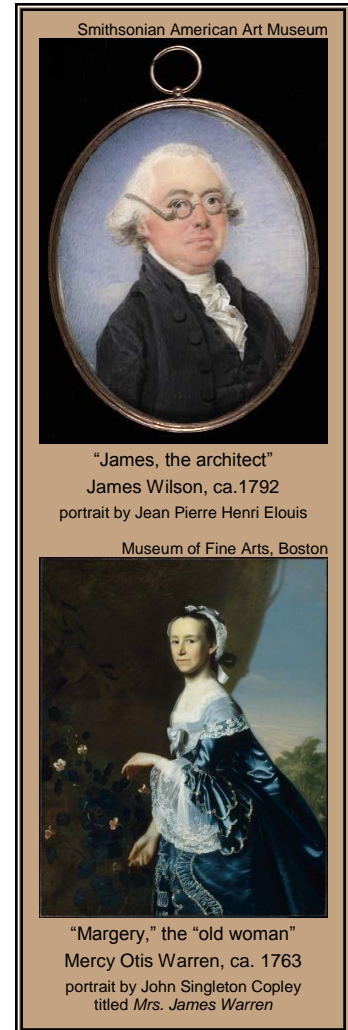 Smithsonian American Art Museum
“James, the architect”
James Wilson, ca.1792
portrait by Jean Pierre Henri Elouis
Museum of Fine Arts, Boston
“Margery,” the “old woman”
Mercy Otis Warren, ca. 1763
portrait by John Singleton Copley
titled Mrs. James Warren